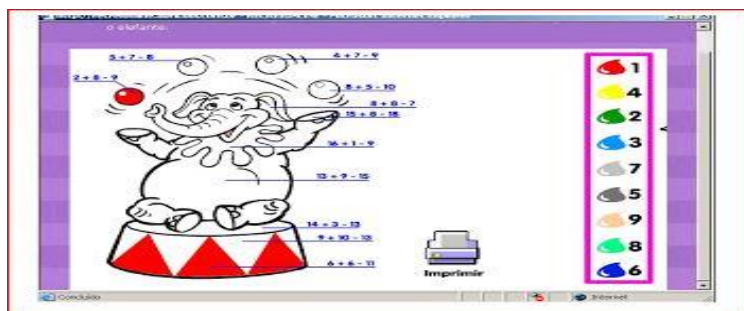 o elefante.
5 + 7 - 8
4 + 7 - 9
2 + 8 - 9
8 + 5 - 10
8 + 8 - 7
15 + 8 - 18
16 + 1 - 9
13 + 9 - 15
14 + 3 - 13
9 + 10 - 13
6 + 6 - 11
1
4
2
3
7
5
9
8
6
Imprimir
Concluído
Internet